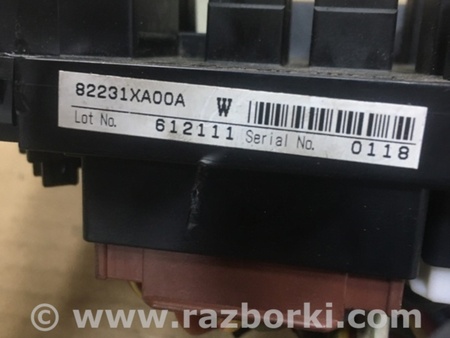 82231XA00A W
Lot No. 612111 Serial No. 0118
© www.razborki.com